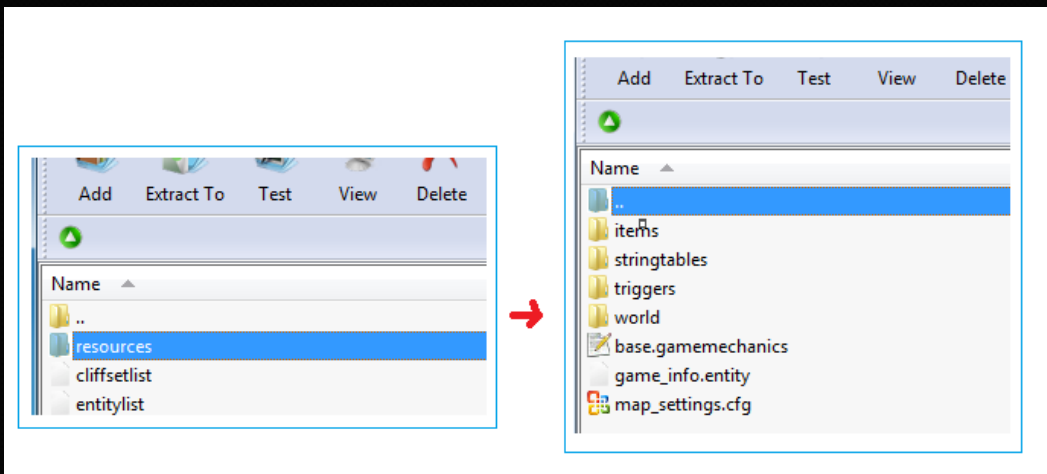 Add Extract To Test View Delete
Name
..
resources
cliffsetlist
entitylist
Add Extract To Test View Delete
Name
..
items
stringtables
triggers
world
base.gamemechanics
game_info.entity
map_settings.cfg